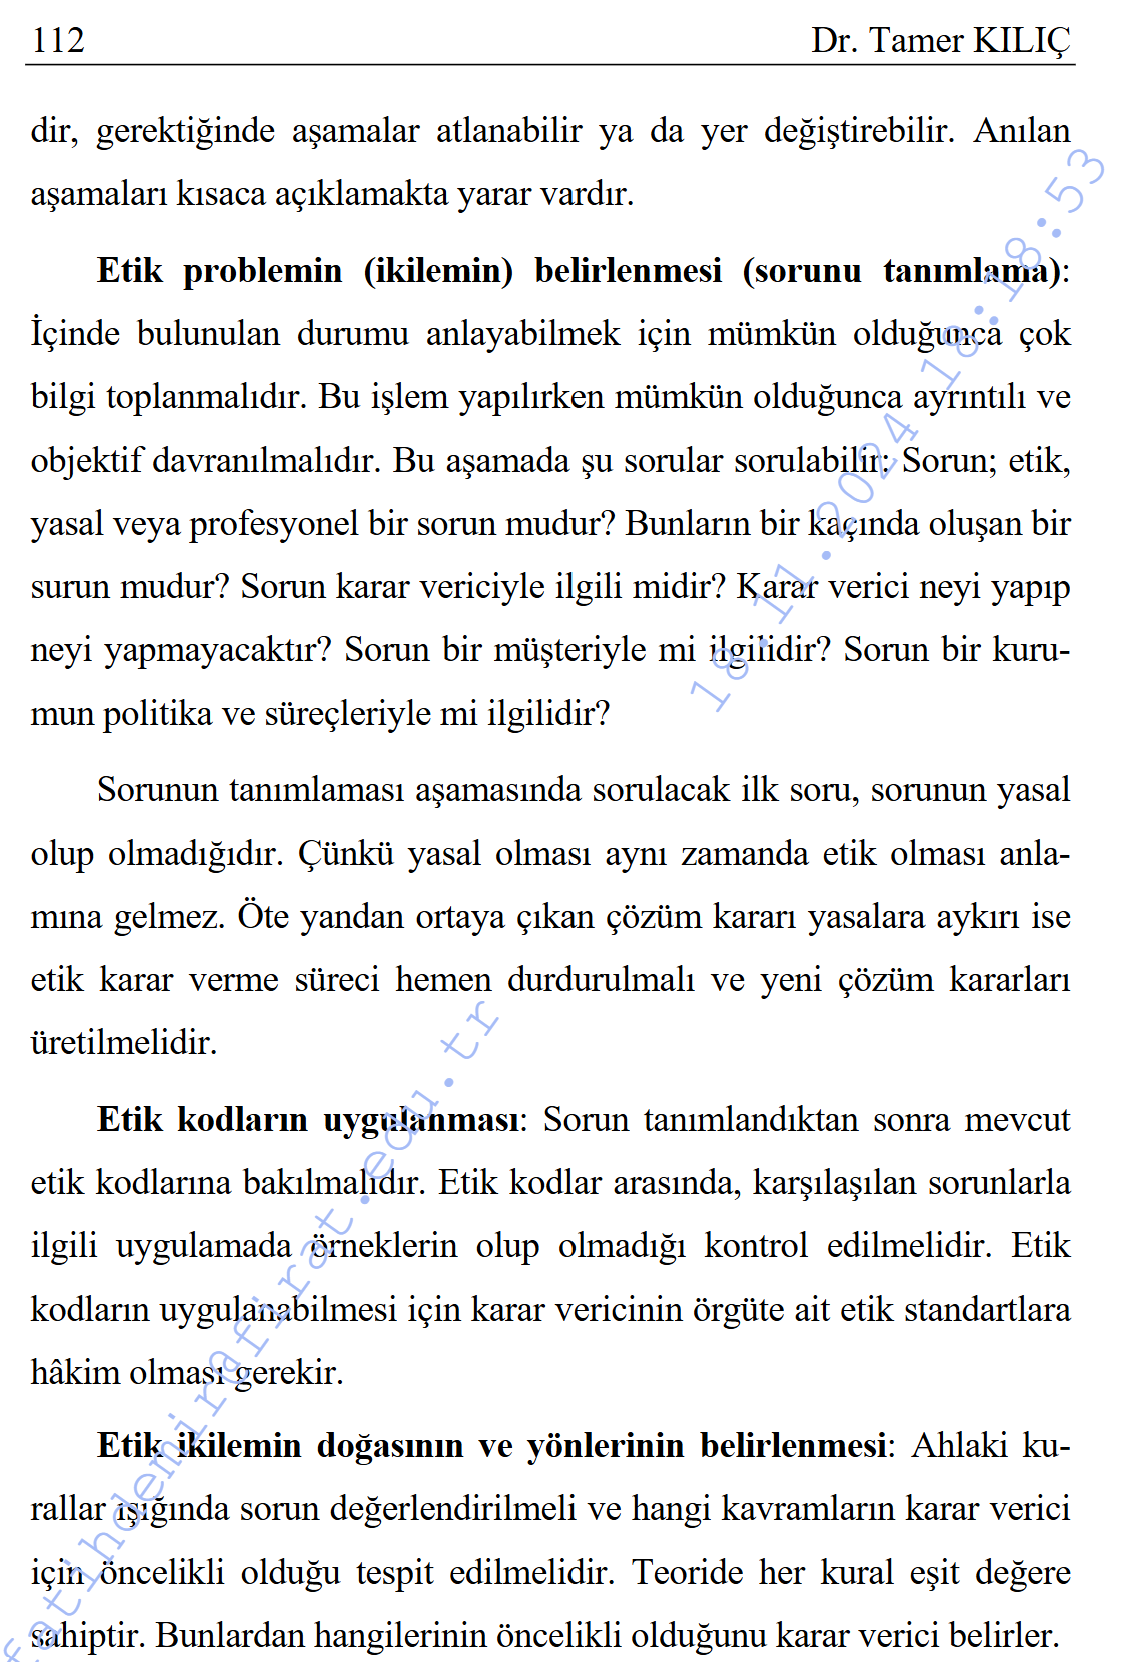 112 Dr. Tamer KILIÇ
dir, gerektiğinde aşamalar atlanabilir ya da yer değiştirebilir. Anılan
aşamaları kısaca açıklamakta yarar vardır.
Etik problemin (ikilemin) belirlenmesi (sorunu tanımlama):
İçinde bulunulan durumu anlayabilmek için mümkün olduğunca çok
bilgi toplanmalıdır. Bu işlem yapılırken mümkün olduğunca ayrıntılı ve
objektif davranılmalıdır. Bu aşamada şu sorular sorulabilir: Sorun; etik,
yasal veya profesyonel bir sorun mudur? Bunların bir kaçında oluşan bir
surun mudur? Sorun karar vericiyle ilgili midir? Karar verici neyi yapıp
neyi yapmayacaktır? Sorun bir müşteriyle mi ilgilidir? Sorun bir kuru-
mun politika ve süreçleriyle mi ilgilidir?
Sorunun tanımlaması aşamasında sorulacak ilk soru, sorunun yasal
olup olmadığıdır. Çünkü yasal olması aynı zamanda etik olması anla-
mına gelmez. Öte yandan ortaya çıkan çözüm kararı yasalara aykırı ise
etik karar verme süreci hemen durdurulmalı ve yeni çözüm kararları
üretilmelidir.
Etik kodların uygulanması: Sorun tanımlandıktan sonra mevcut
etik kodlarına bakılmalıdır. Etik kodlar arasında, karşılaşılan sorunlarla
ilgili uygulamada örneklerin olup olmadığı kontrol edilmelidir. Etik
kodların uygulanabilmesi için karar vericinin örgüte ait etik standartlara
hâkim olması gerekir.
Etik ikilemin doğasının ve yönlerinin belirlenmesi: Ahlaki ku-
rallar ışığında sorun değerlendirilmeli ve hangi kavramların karar verici
için öncelikli olduğu tespit edilmelidir. Teoride her kural eşit değere
sahiptir. Bunlardan hangilerinin öncelikli olduğunu karar verici belirler.
fatihdemir@firat.edu.tr
18.11.2024 18:18:53